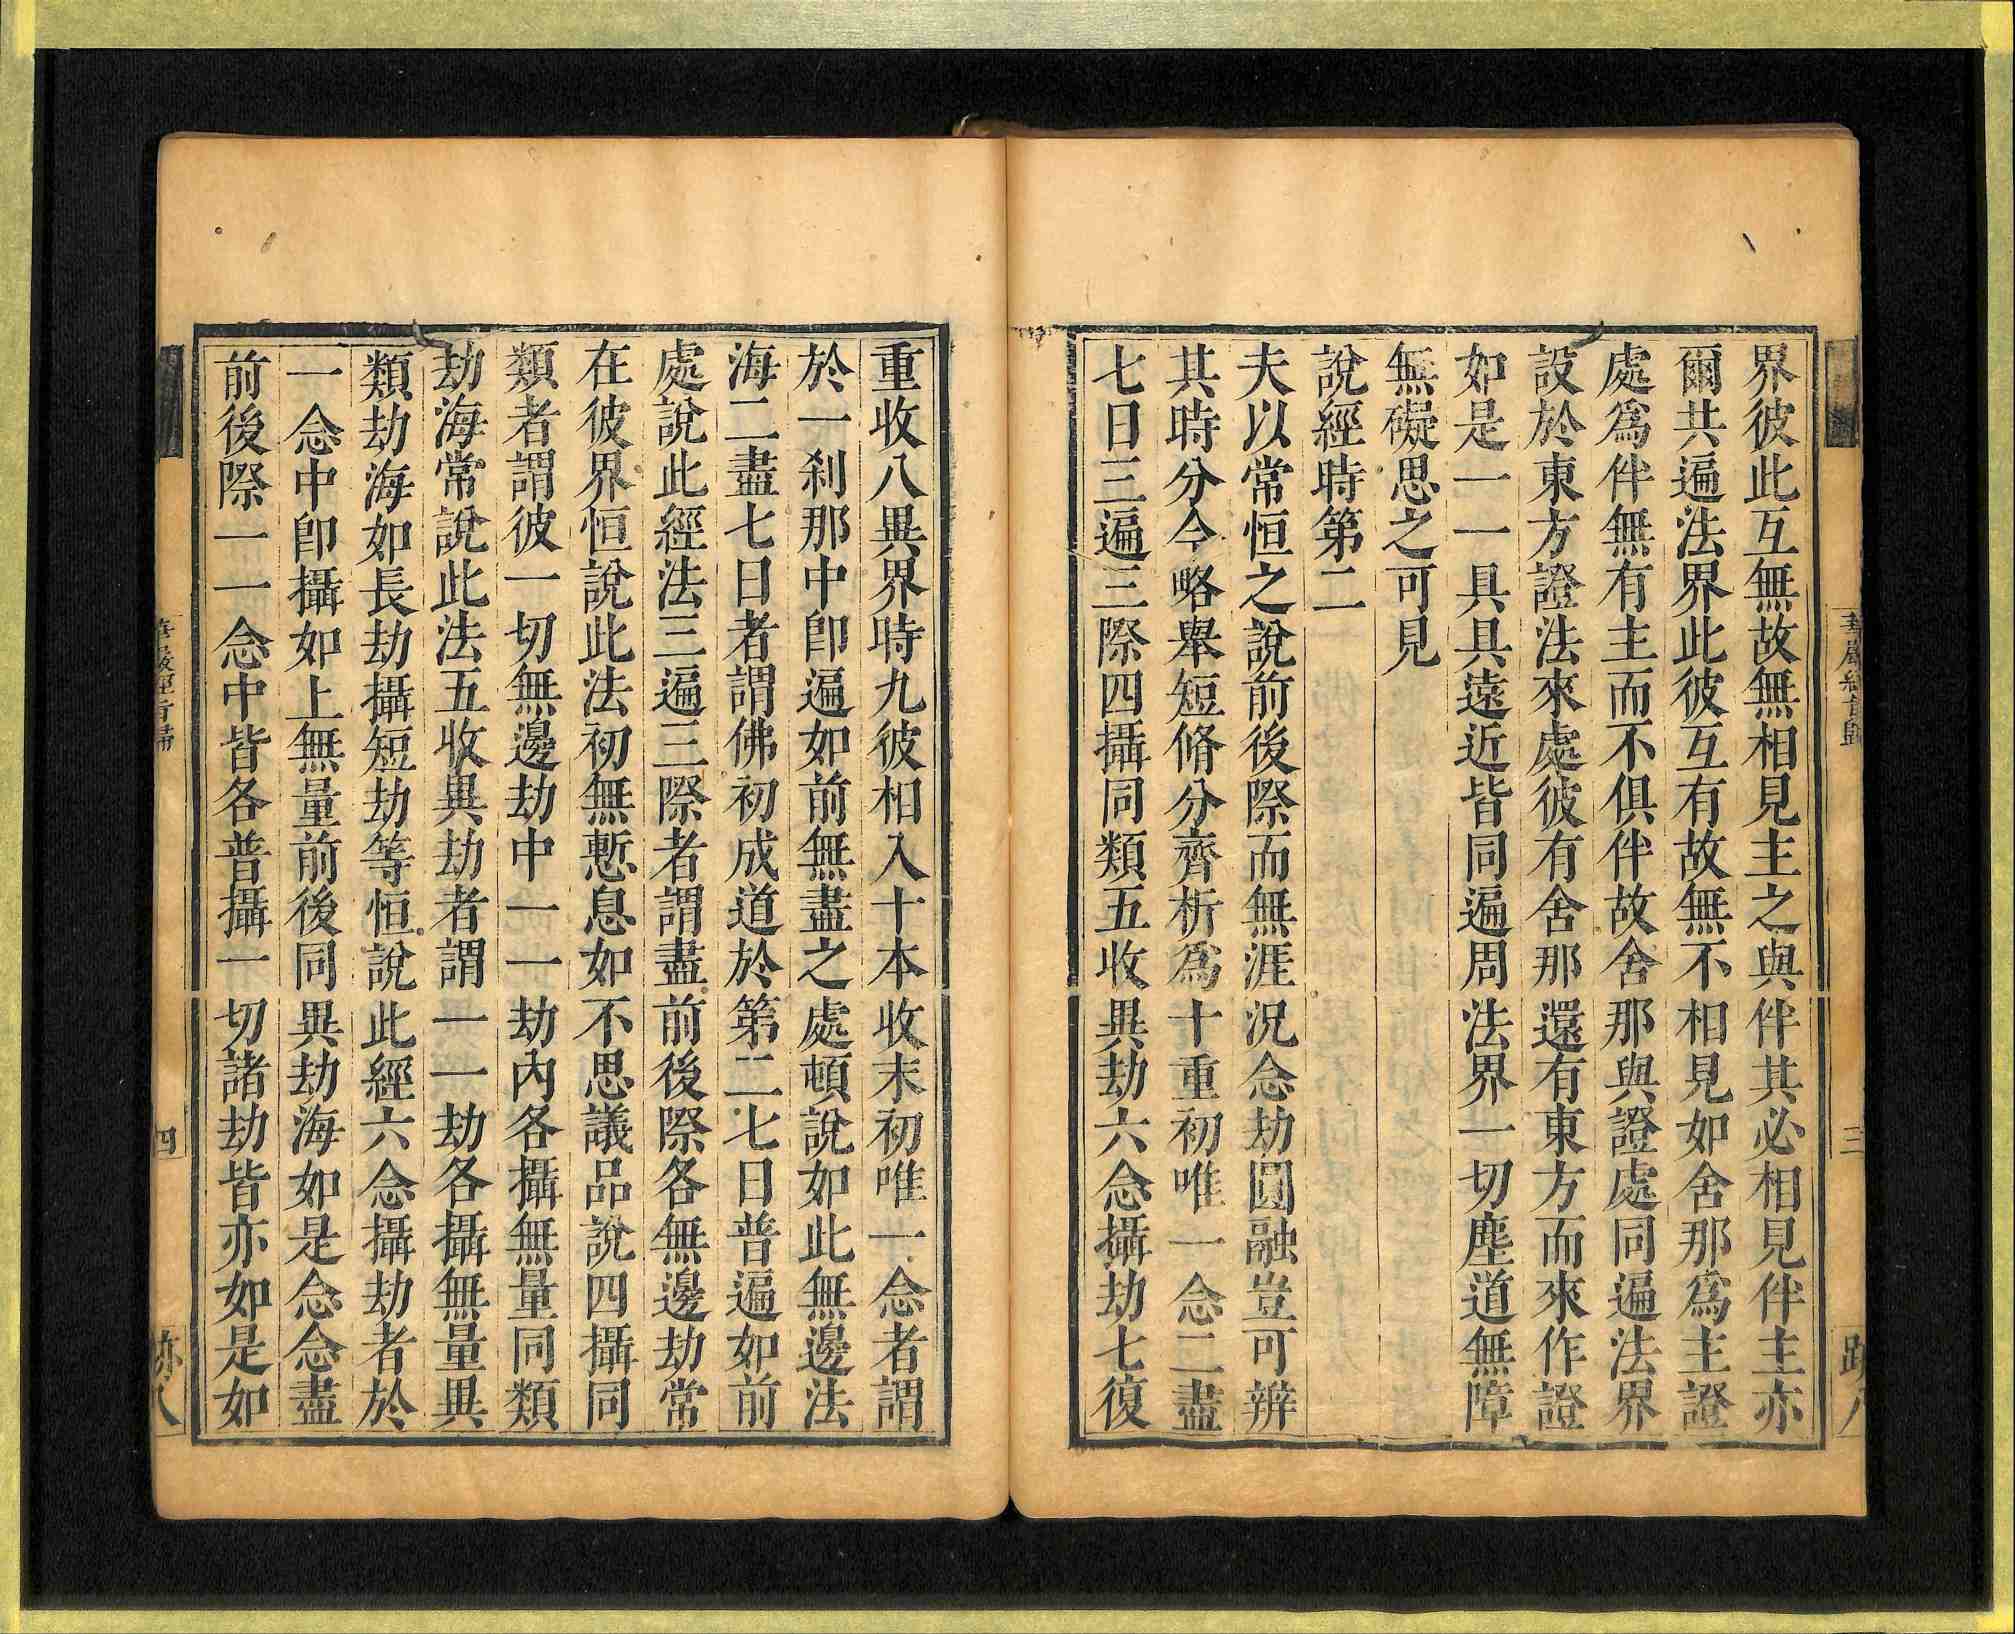 界彼此互無故無相見主之與伴其必相見伴主亦
爾共遍法界此彼互有故無不相見如舍那為主證
處為伴無有主而不俱伴故舍那與證處同遍法界
設於東方證法來處彼有舍那還有東方而來作證
如是一一具具遠近皆同遍周法界一切塵道無障
無礙思之可見
說經時第二
夫以常恒之說前後際而無涯況念劫圓融豈可辨
其時分今略舉短脩分齊析為十重初唯一念二盡
七日三遍三際四攝同類五收異劫六念攝劫七復
重收八異界時九彼相入十本收末初唯一念者謂
於一剎那中即遍如前無盡之處頓說如此無邊法
海二盡七日者謂佛初成道於第二七日普遍如前
處說此經法三遍三際者謂盡前後際各無邊劫常
在彼界恒說此法初無暫息如不思議品說四攝同
類者謂彼一切無邊劫中一一劫內各攝無量同類
劫海常說此法五收異劫者謂一一劫各攝無量異
類劫海如長劫攝短劫等恒說此經六念攝劫者於
一念中即攝如上無量前後同異劫海如是念念盡
前後際一一念中皆各普攝一切諸劫皆亦如是如
華嚴經旨歸
三
四